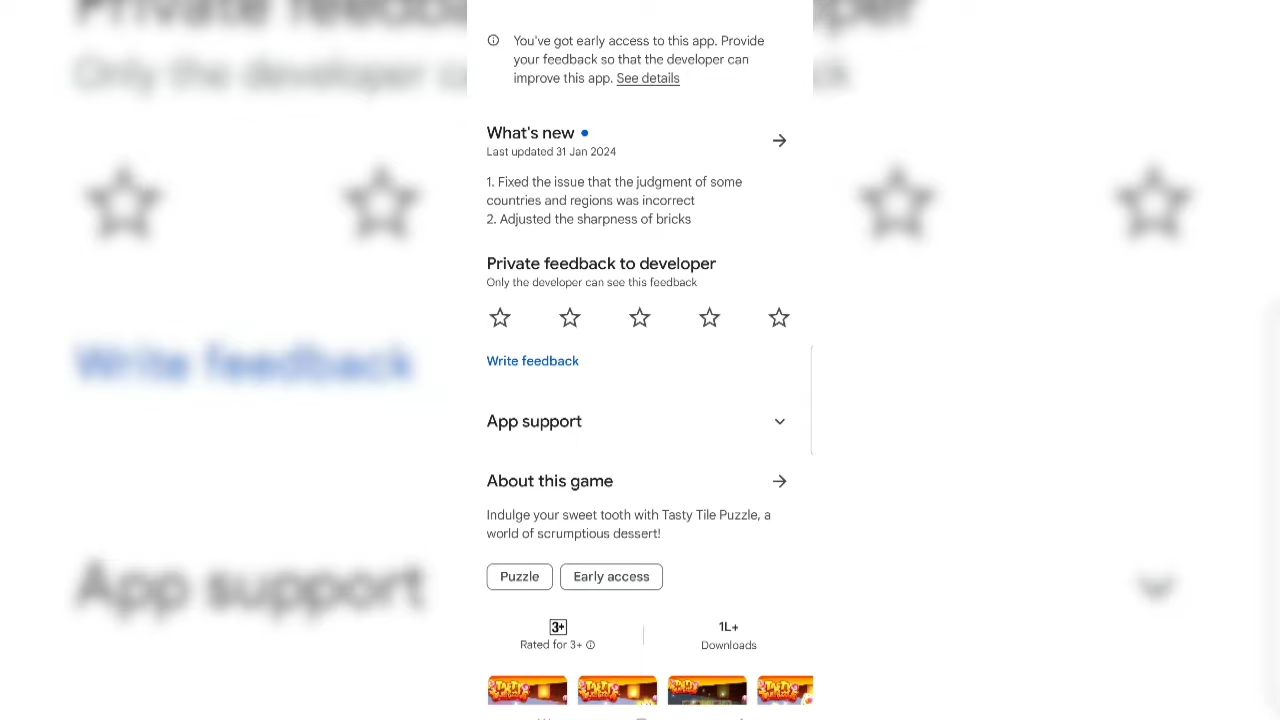 You've got early access to this app. Provide
your feedback so that the developer can
improve this app. See details
What's new
Last updated 31 Jan 2024
1. Fixed the issue that the judgment of some
countries and regions was incorrect
2. Adjusted the sharpness of bricks
Private feedback to developer
Only the developer can see this feedback
Write feedback
App support
About this game
Indulge your sweet tooth with Tasty Tile Puzzle, a
world of scrumptious dessert!
Puzzle Early access
3+ 1L+
Rated for 3+ Downloads